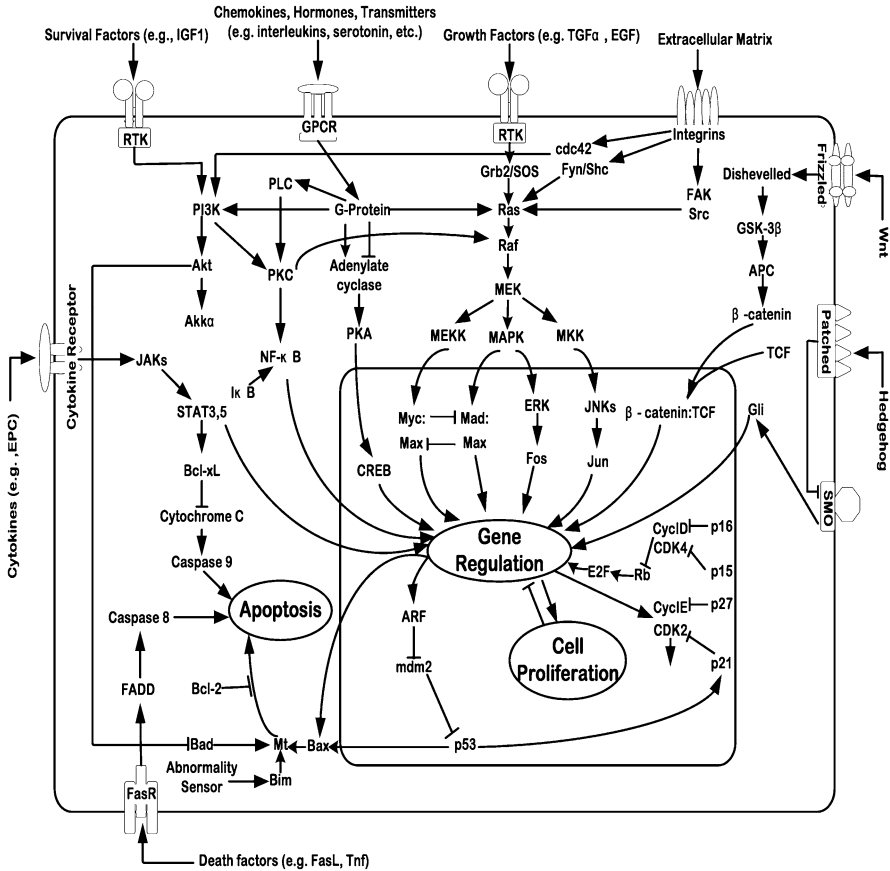 Chemokines, Hormones, Transmitters
(e.g. interleukins, serotonin, etc.)
Survival Factors (e.g., IGF1)
Growth Factors (e.g. TGFα , EGF)
Extracellular Matrix
RTK
GPCR
RTK
Integrins
cdc42
Grb2/SOS
Fyn/Shc
Dishevelled
Frizzled
Wnt
PLC
FAK
Src
PI3K
G-Protein
Ras
GSK-3β
Raf
Akt
PKC
Adenylate
cyclase
APC
MEK
Akkα
PKA
MEKK
MAPK
MKK
β -catenin
Patched
Hedgehog
TCF
Cytokine Receptor
JAKs
NF-κ B
Iκ B
STAT3,5
Myc:
Mad:
ERK
JNKs
β - catenin:TCF
Gli
Max
Max
Fos
Jun
Bcl-xL
CREB
Cytokines (e.g. ,EPC)
SMO
Cytochrome C
Gene
Regulation
CyclD
p16
CDK4
Caspase 9
E2F
Rb
p15
Apoptosis
Caspase 8
ARF
CyclE
p27
CDK2
Cell
Proliferation
mdm2
p21
FADD
Bcl-2
Bad
Mt
Bax
p53
Abnormality
Sensor
Bim
FasR
Death factors (e.g. FasL, Tnf)